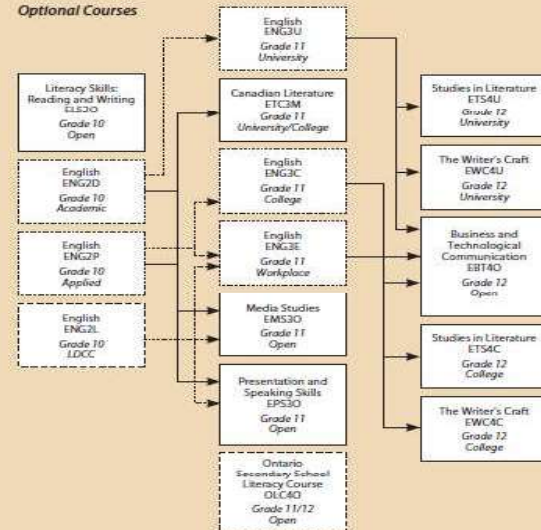 Optional Courses
English
ENG3U
Grade 11
University
Literacy Skills:
Reading and Writing
ELS2O
Grade 10
Open
English
ENG2D
Grade 10
Academic
English
ENG2P
Grade 10
Applied
English
ENG2L
Grade 10
LDCC
Canadian Literature
ETC3M
Grade 11
University/College
English
ENG3C
Grade 11
College
English
ENG3E
Grade 11
Workplace
Media Studies
EMS3O
Grade 11
Open
Presentation and
Speaking Skills
EPS3O
Grade 11
Open
Ontario
Secondary School
Literacy Course
OLC4O
Grade 11/12
Open
Studies in Literature
ETS4U
Grade 12
University
The Writer's Craft
EWC4U
Grade 12
University
Business and
Technological
Communication
EBT4O
Grade 12
Open
Studies in Literature
ETS4C
Grade 12
College
The Writer's Craft
EWC4C
Grade 12
College